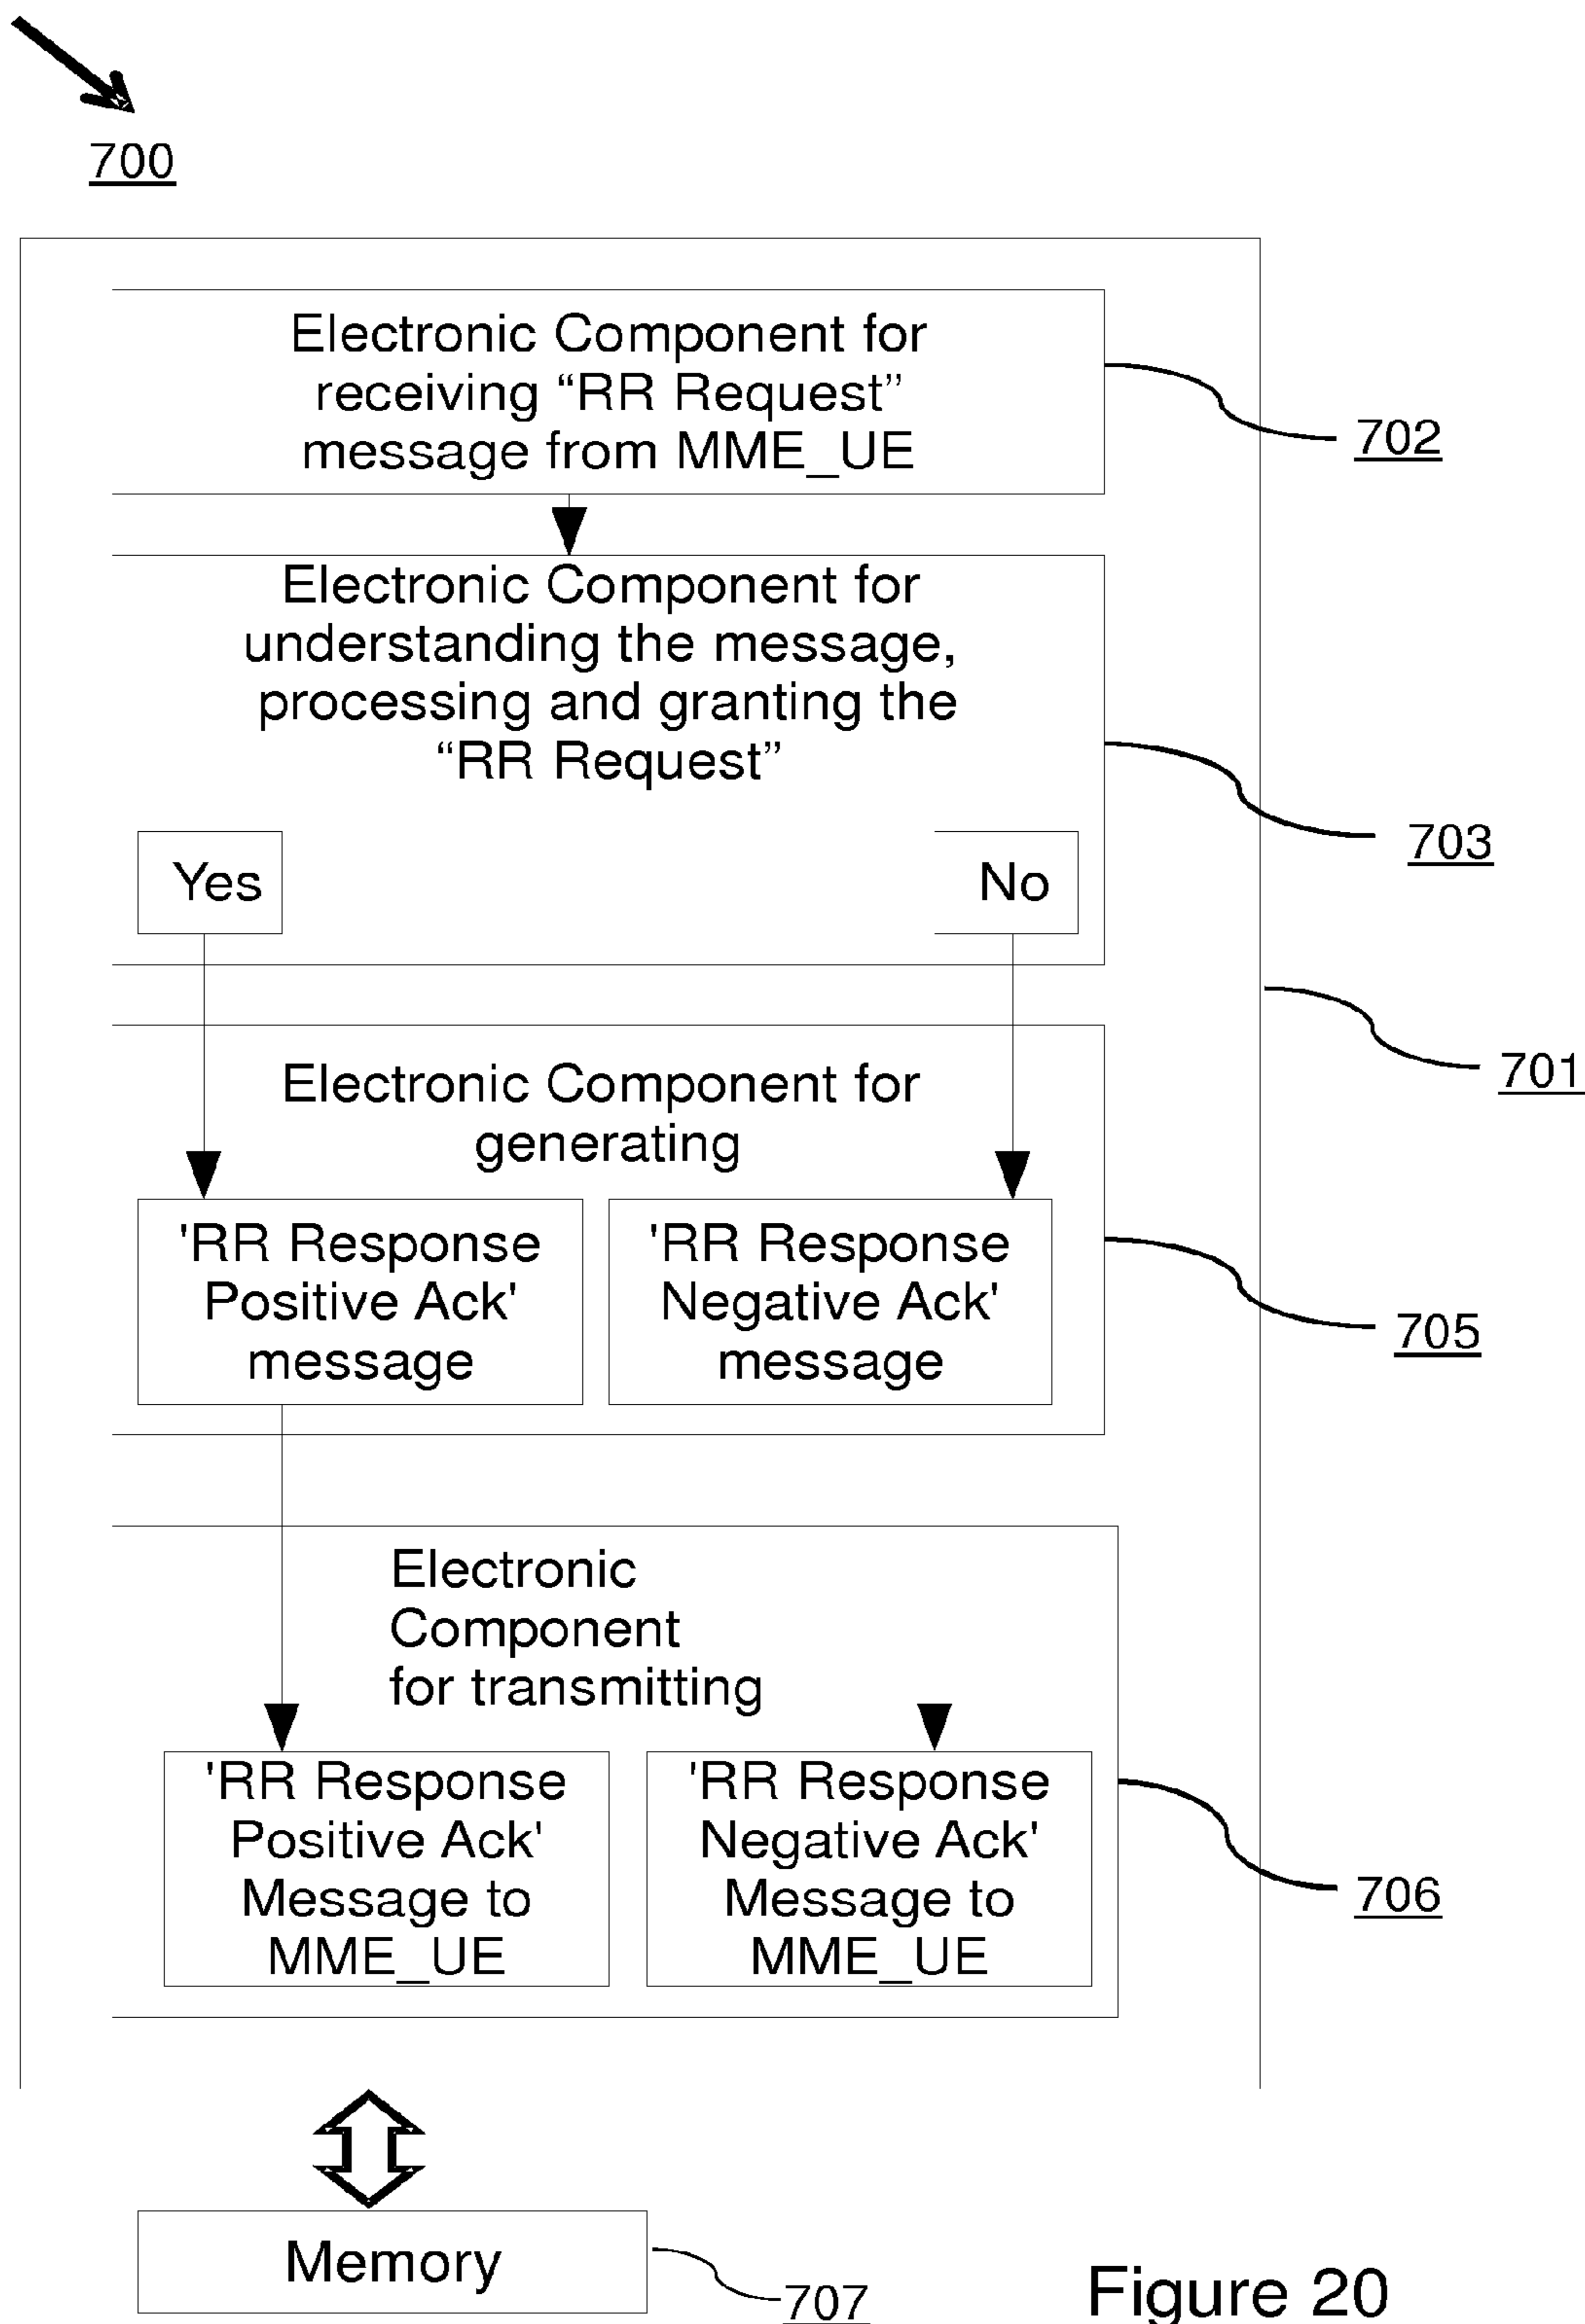 700
Electronic Component for
receiving “RR Request”
message from MME_UE
702
Electronic Component for
understanding the message,
processing and granting the
“RR Request”
703
Yes
No
701
Electronic Component for
generating
'RR Response
Positive Ack'
message
'RR Response
Negative Ack'
message
705
Electronic
Component
for transmitting
'RR Response
Positive Ack'
Message to
MME_UE
'RR Response
Negative Ack'
Message to
MME_UE
706
Memory
707
Figure 20